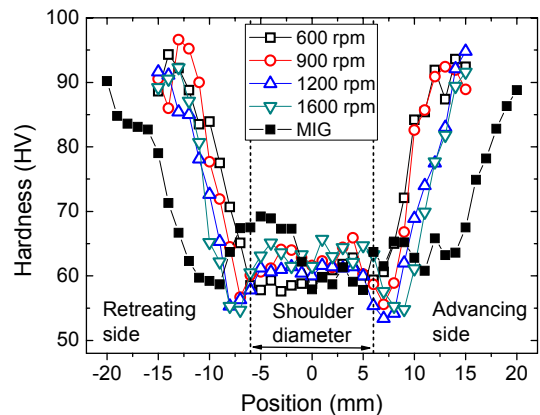 Hardness (HV)
100
90
80
70
60
50
600 rpm
900 rpm
1200 rpm
1600 rpm
MIG
Retreating
side
Shoulder
diameter
Advancing
side
-20 -15 -10 -5 0 5 10 15 20
Position (mm)